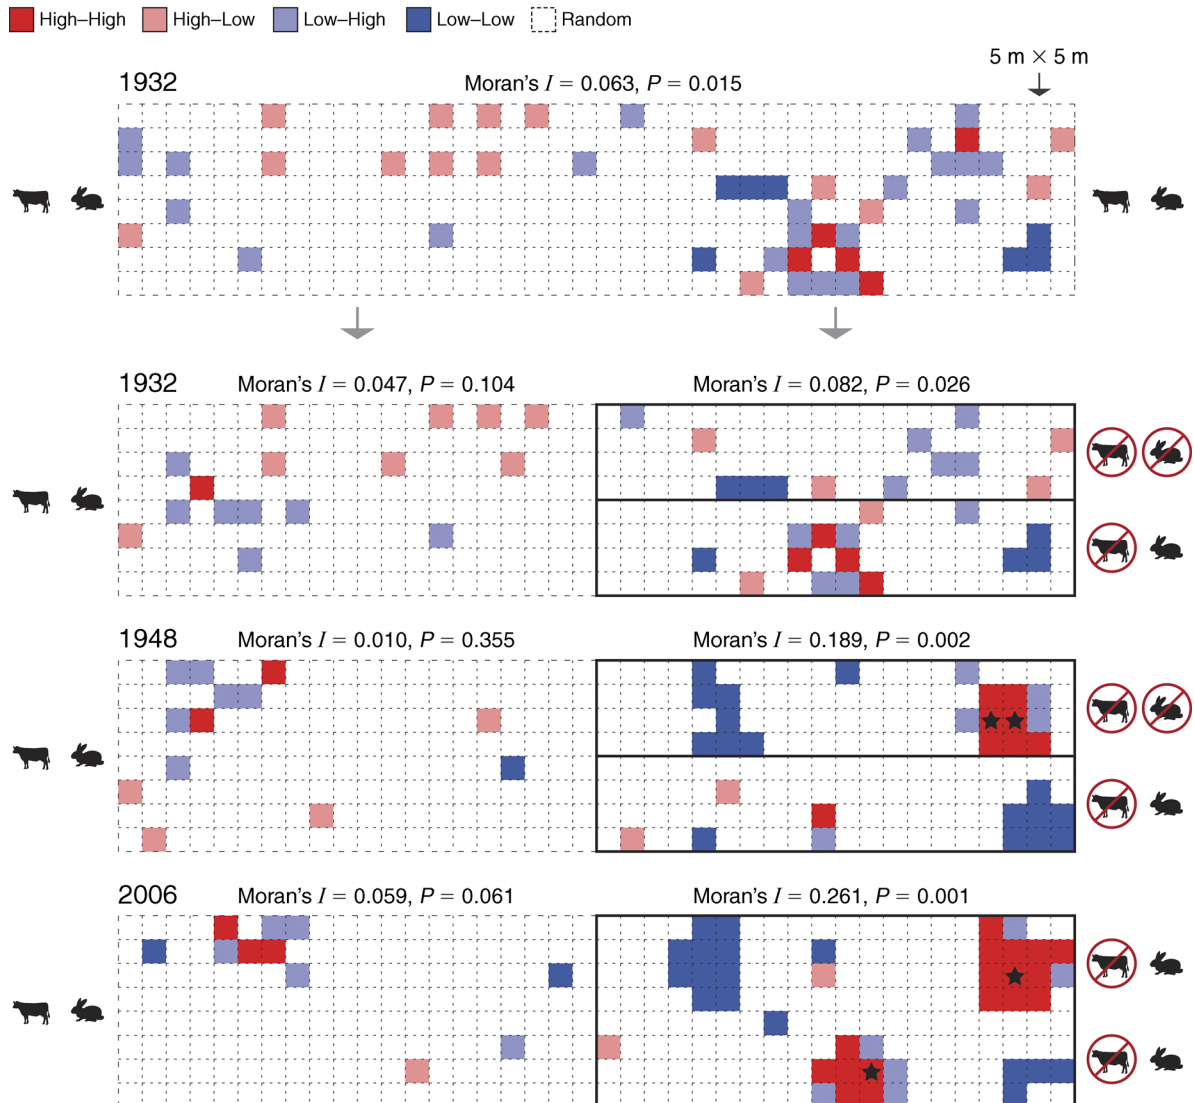 High–High High–Low Low–High Low–Low Random
5 m × 5 m
1932 Moran's I = 0.063, P = 0.015
1932 Moran's I = 0.047, P = 0.104 Moran's I = 0.082, P = 0.026
1948 Moran's I = 0.010, P = 0.355 Moran's I = 0.189, P = 0.002
2006 Moran's I = 0.059, P = 0.061 Moran's I = 0.261, P = 0.001